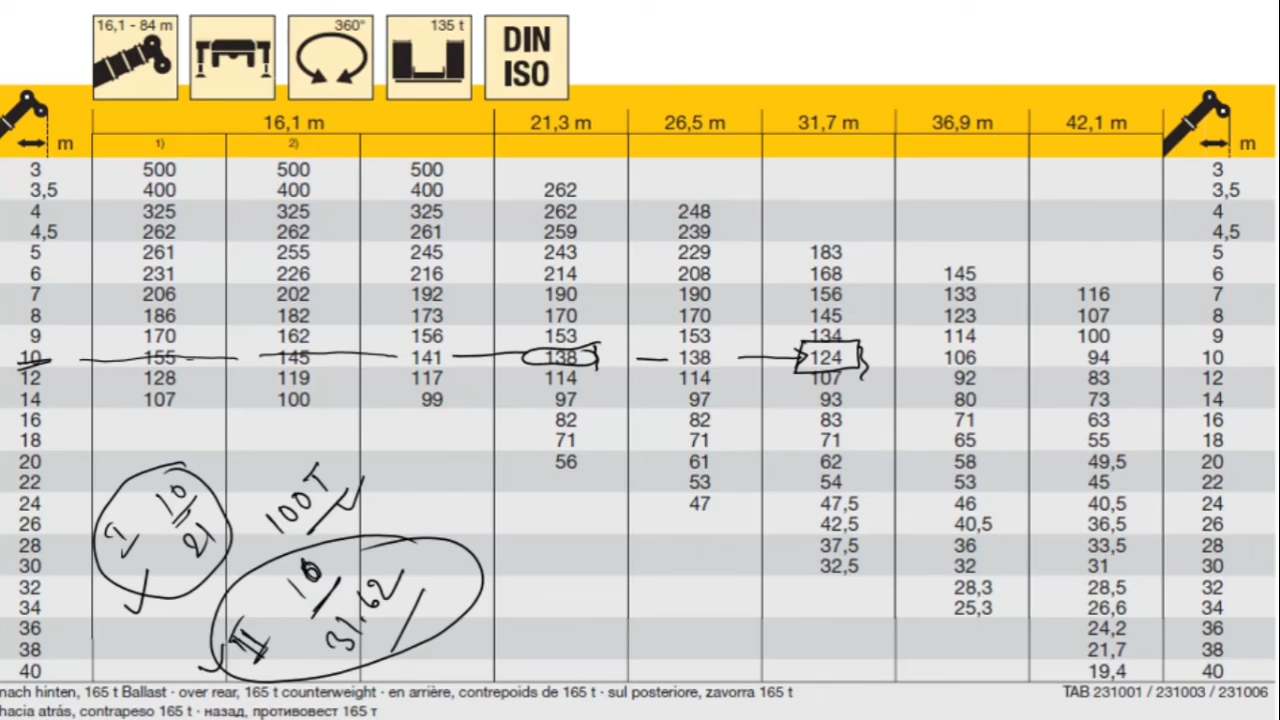 16,1 - 84 m 360° 135 t DIN
ISO
m 16,1 m 21,3 m 26,5 m 31,7 m 36,9 m 42,1 m m
1) 2)
3 500 500 500 3
3,5 400 400 400 262 3,5
4 325 325 325 262 248 4
4,5 262 262 261 259 239 4,5
5 261 255 245 243 229 183 5
6 231 226 216 214 208 168 145 6
7 206 202 192 190 190 156 133 116 7
8 186 182 173 170 170 145 123 107 8
9 170 162 156 153 153 134 114 100 9
10 155 145 141 138 138 124 106 94 10
12 128 119 117 114 114 107 92 83 12
14 107 100 99 97 97 93 80 73 14
16 82 82 83 71 63 16
18 71 71 71 65 55 18
20 56 61 62 58 49,5 20
22 53 54 53 45 22
24 47 47,5 46 40,5 24
26 42,5 40,5 36,5 26
28 37,5 36 33,5 28
30 32,5 32 31 30
32 28,3 28,5 32
34 25,3 26,6 34
36 24,2 36
38 21,7 38
40 19,4 40
I 10
21
100T
II 10
31.62
nach hinten, 165 t Ballast · over rear, 165 t counterweight · en arrière, contrepoids de 165 t · sul posteriore, zavorra 165 t TAB 231001 / 231003 / 231006
hacia atrás, contrapeso 165 t · назад, противовест 165 т